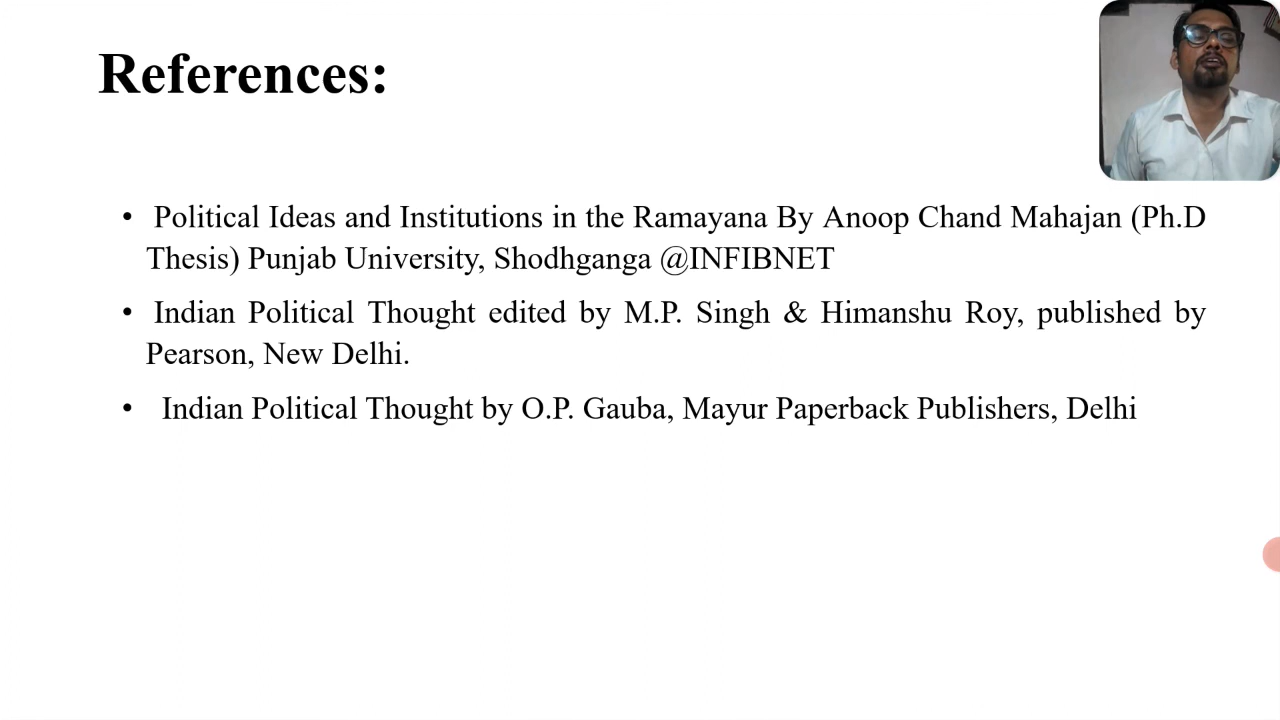 References:
• Political Ideas and Institutions in the Ramayana By Anoop Chand Mahajan (Ph.D
Thesis) Punjab University, Shodhganga @INFIBNET
• Indian Political Thought edited by M.P. Singh & Himanshu Roy, published by
Pearson, New Delhi.
• Indian Political Thought by O.P. Gauba, Mayur Paperback Publishers, Delhi